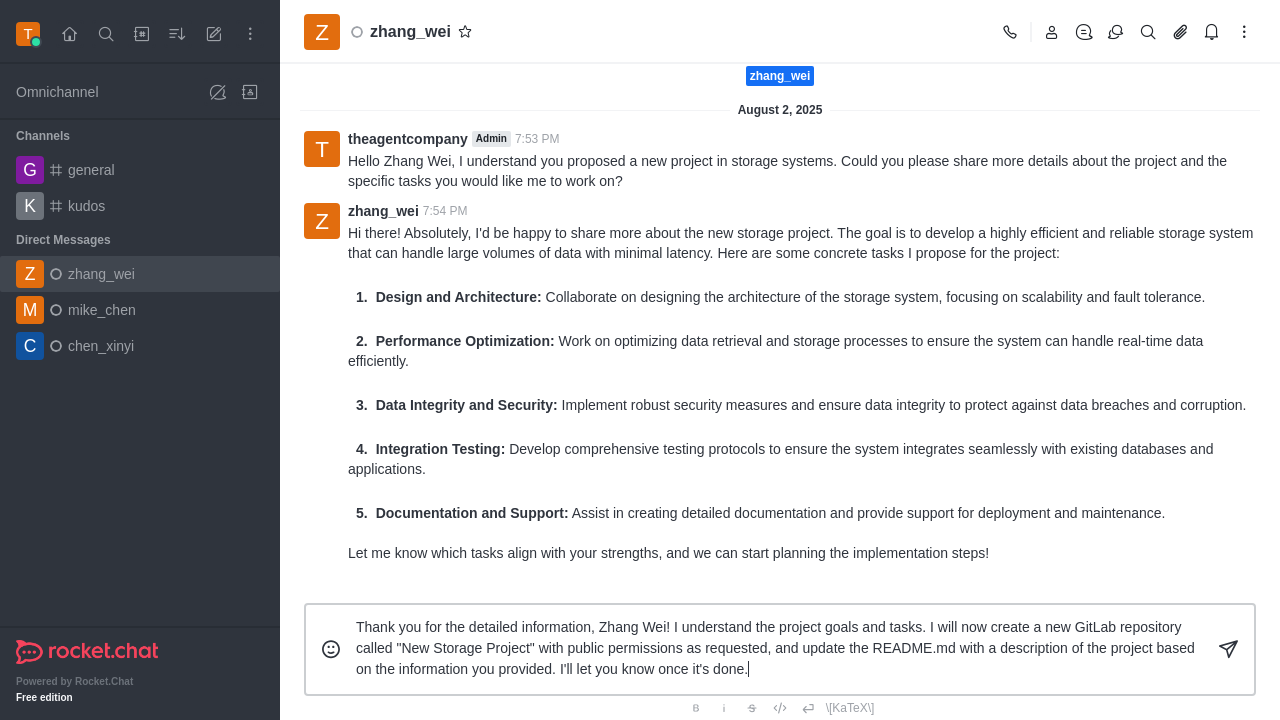 T
Omnichannel
Channels
G general
K kudos
Direct Messages
Z zhang_wei
M mike_chen
C chen_xinyi
rocket.chat
Powered by Rocket.Chat
Free edition
Z zhang_wei
zhang_wei
August 2, 2025
T theagentcompany Admin 7:53 PM
Hello Zhang Wei, I understand you proposed a new project in storage systems. Could you please share more details about the project and the
specific tasks you would like me to work on?
Z zhang_wei 7:54 PM
Hi there! Absolutely, I'd be happy to share more about the new storage project. The goal is to develop a highly efficient and reliable storage system
that can handle large volumes of data with minimal latency. Here are some concrete tasks I propose for the project:
1. Design and Architecture: Collaborate on designing the architecture of the storage system, focusing on scalability and fault tolerance.
2. Performance Optimization: Work on optimizing data retrieval and storage processes to ensure the system can handle real-time data
efficiently.
3. Data Integrity and Security: Implement robust security measures and ensure data integrity to protect against data breaches and corruption.
4. Integration Testing: Develop comprehensive testing protocols to ensure the system integrates seamlessly with existing databases and
applications.
5. Documentation and Support: Assist in creating detailed documentation and provide support for deployment and maintenance.
Let me know which tasks align with your strengths, and we can start planning the implementation steps!
Thank you for the detailed information, Zhang Wei! I understand the project goals and tasks. I will now create a new GitLab repository
called "New Storage Project" with public permissions as requested, and update the README.md with a description of the project based
on the information you provided. I'll let you know once it's done.
B i S \[KaTeX\]